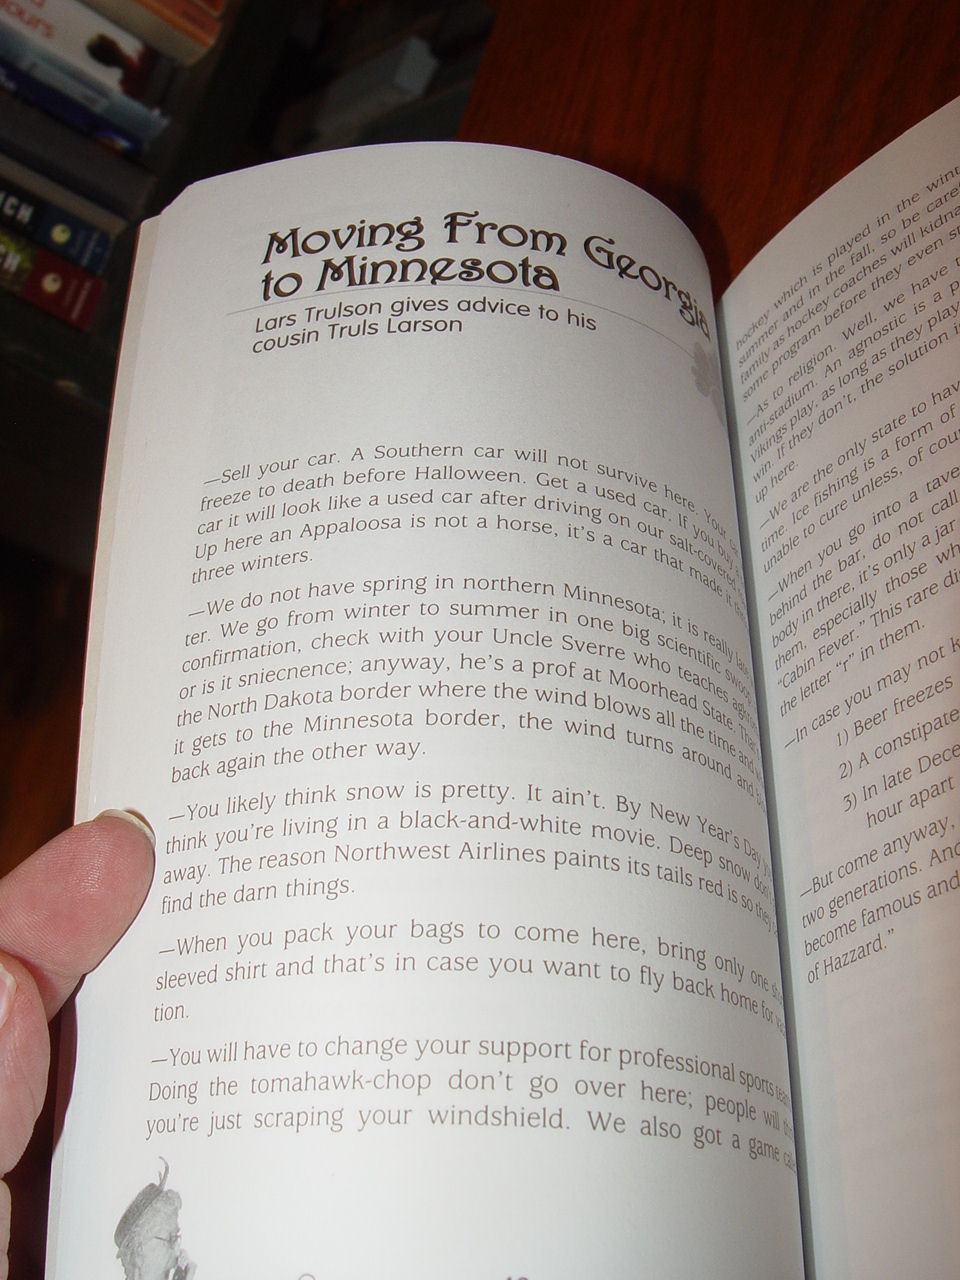 Moving From Georgia
to Minnesota
Lars Trulson gives advice to his
cousin Truls Larson
—Sell your car. A Southern car will not survive here. Your car
freeze to death before Halloween. Get a used car. If you buy a
car it will look like a used car after driving on our salt-covered
Up here an Appaloosa is not a horse, it's a car that made it
three winters.
—We do not have spring in northern Minnesota; it is really late
ter. We go from winter to summer in one big scientific swoop.
confirmation, check with your Uncle Sverre who teaches
or is it sniecnence; anyway, he's a prof at Moorhead State. That's
the North Dakota border where the wind blows all the time and
it gets to the Minnesota border, the wind turns around and
back again the other way.
—You likely think snow is pretty. It ain't. By New Year's Day
think you're living in a black-and-white movie. Deep snow don't
away. The reason Northwest Airlines paints its tails red is so they
find the darn things.
—When you pack your bags to come here, bring only one
sleeved shirt and that's in case you want to fly back home for
tion.
—You will have to change your support for professional sports
Doing the tomahawk-chop don't go over here; people will
you're just scraping your windshield. We also got a game
hockey which is played in the
summer and in the fall, so be
family as hockey coaches will
some program before they even
—As to religion. Well, we have
anti-stadium. An agnostic is a
Vikings play, as long as they play
win. If they don't, the solution
up here.
—We are the only state to have
time. Ice fishing is a form of
unable to cure unless, of
—When you go into a
behind the bar, do not call
body in there, it's only a jar
them, especially those
"Cabin Fever." This rare
the letter "r" in them.
—In case you may not
1) Beer freezes
2) A
3) In late
hour apart
—But come anyway,
two generations.
become famous and
of Hazzard."